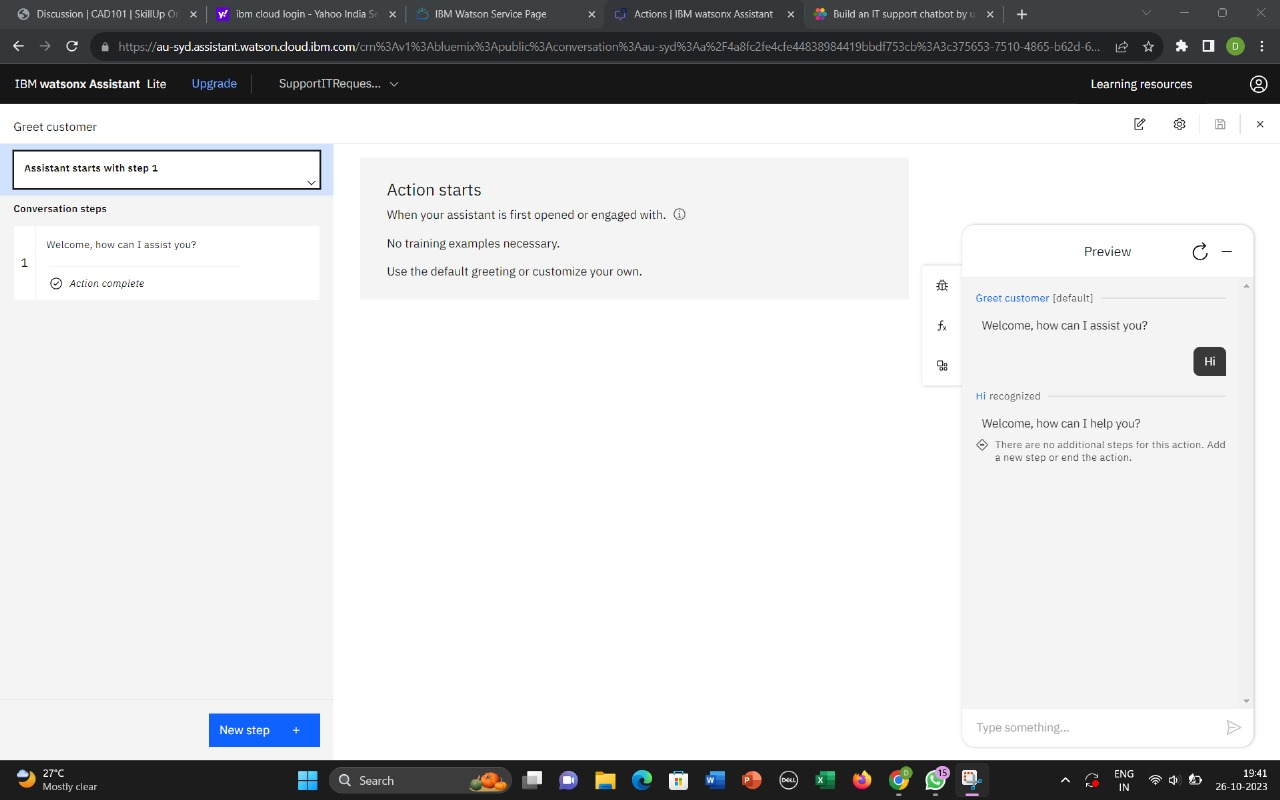 Discussion | CAD101 | SkillUp On
ibm cloud login - Yahoo India Se
IBM Watson Service Page
Actions | IBM watsonx Assistant
Build an IT support chatbot by u
https://au-syd.assistant.watson.cloud.ibm.com/crn%3Av1%3Abluemix%3Apublic%3Aconversation%3Aau-syd%3Aa%2F4a8fc2fe4cfe44838984419bbdf753cb%3A3c375653-7510-4865-b62d-6...
D
IBM watsonx Assistant Lite
Upgrade
SupportITReques...
Learning resources
Greet customer
Assistant starts with step 1
Conversation steps
1
Welcome, how can I assist you?
Action complete
Action starts
When your assistant is first opened or engaged with.
No training examples necessary.
Use the default greeting or customize your own.
Preview
Greet customer [default]
Welcome, how can I assist you?
Hi
Hi recognized
Welcome, how can I help you?
There are no additional steps for this action. Add
a new step or end the action.
Type something...
New step +
27°C
Mostly clear
Search
DELL
D
15
ENG
IN
19:41
26-10-2023